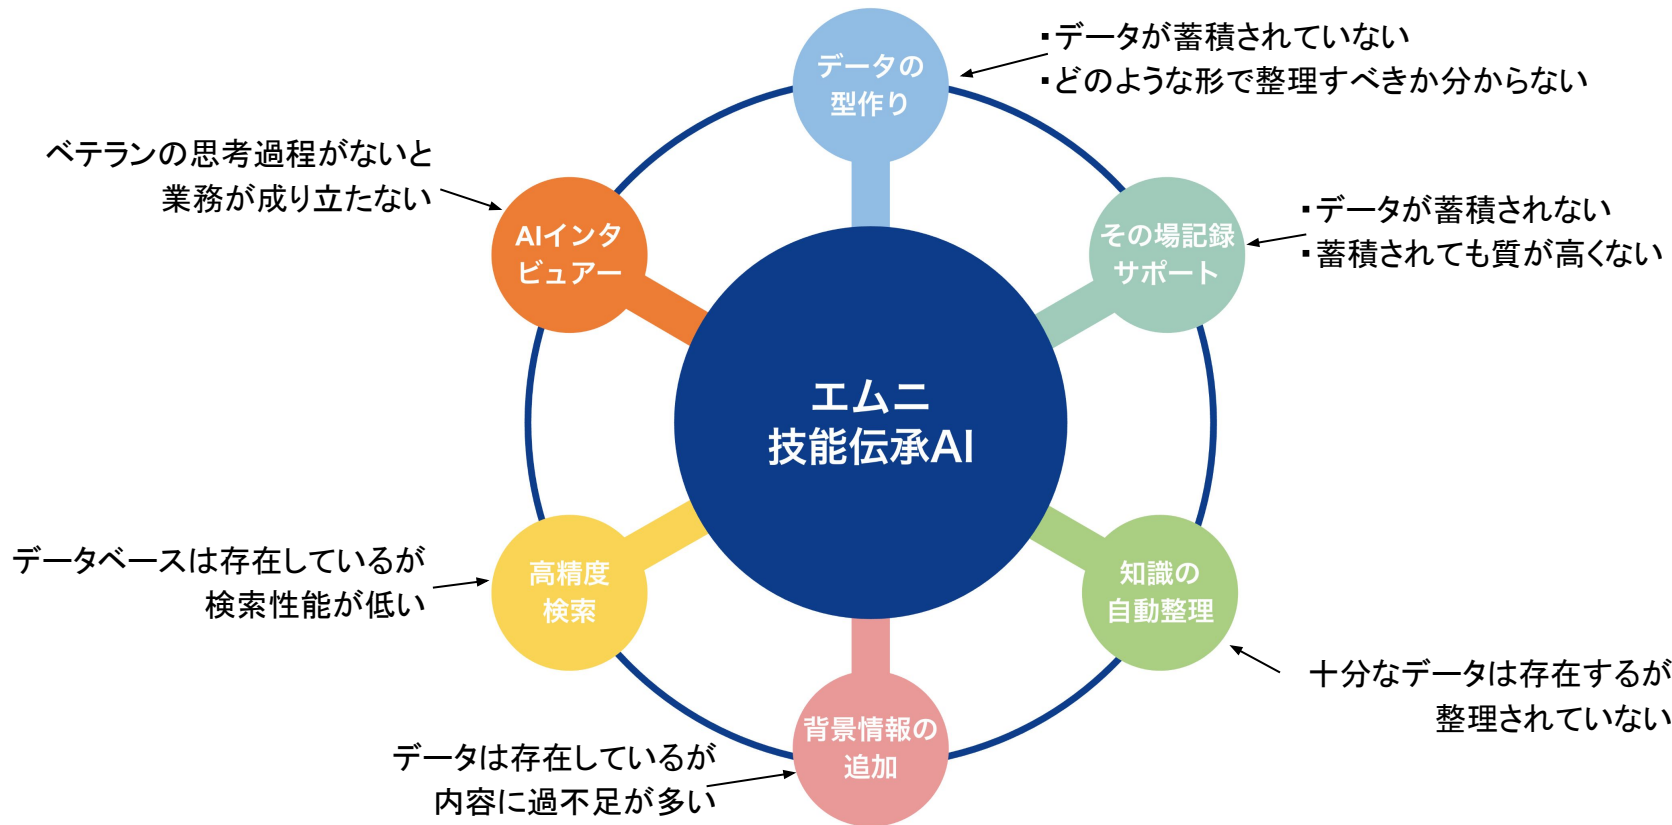 データの
型作り
▪データが蓄積されていない
▪どのような形で整理すべきか分からない
ベテランの思考過程がないと
業務が成り立たない
AIインタ
ビュアー
その場記録
サポート
▪データが蓄積されない
▪蓄積されても質が高くない
エムニ
技能伝承AI
データベースは存在しているが
検索性能が低い
高精度
検索
知識の
自動整理
十分なデータは存在するが
整理されていない
背景情報の
追加
データは存在しているが
内容に過不足が多い